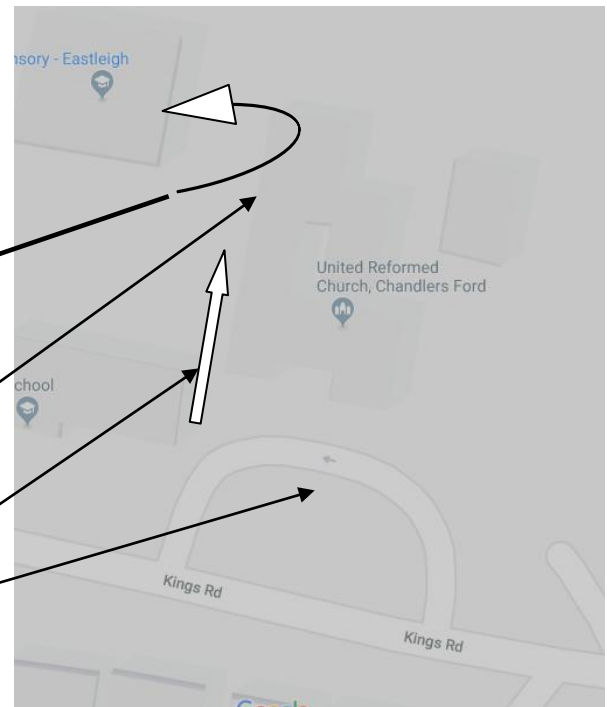 nsory - Eastleigh
United Reformed
Church, Chandlers Ford
chool
Kings Rd
Kings Rd